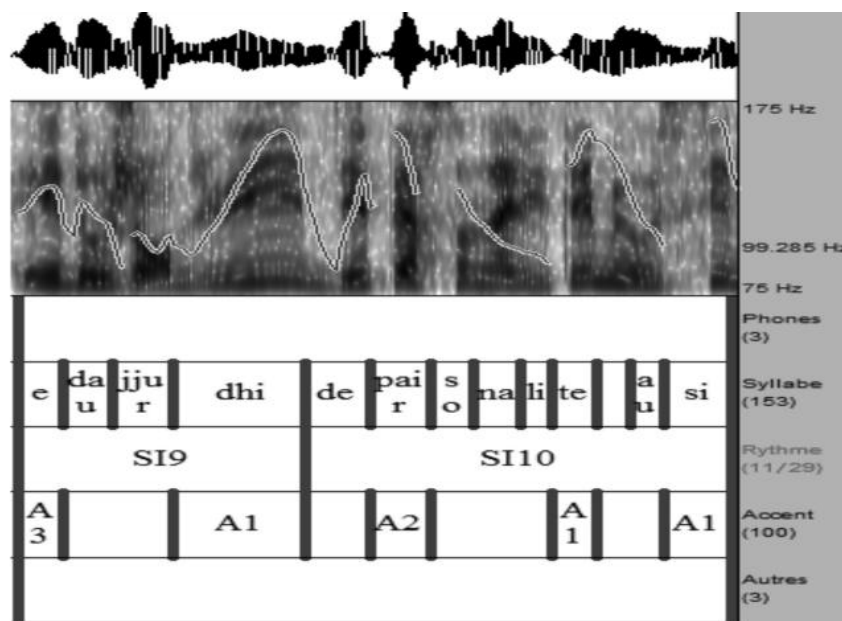 175 Hz
99.285 Hz
75 Hz
Phones
(3)
e
da
u
jju
r
dhi
de
pai
r
s
o
na
li
te
a
u
si
Syllabe
(153)
SI9
SI10
Rythme
(11/29)
A
3
A1
A2
A
1
A1
Accent
(100)
Autres
(3)